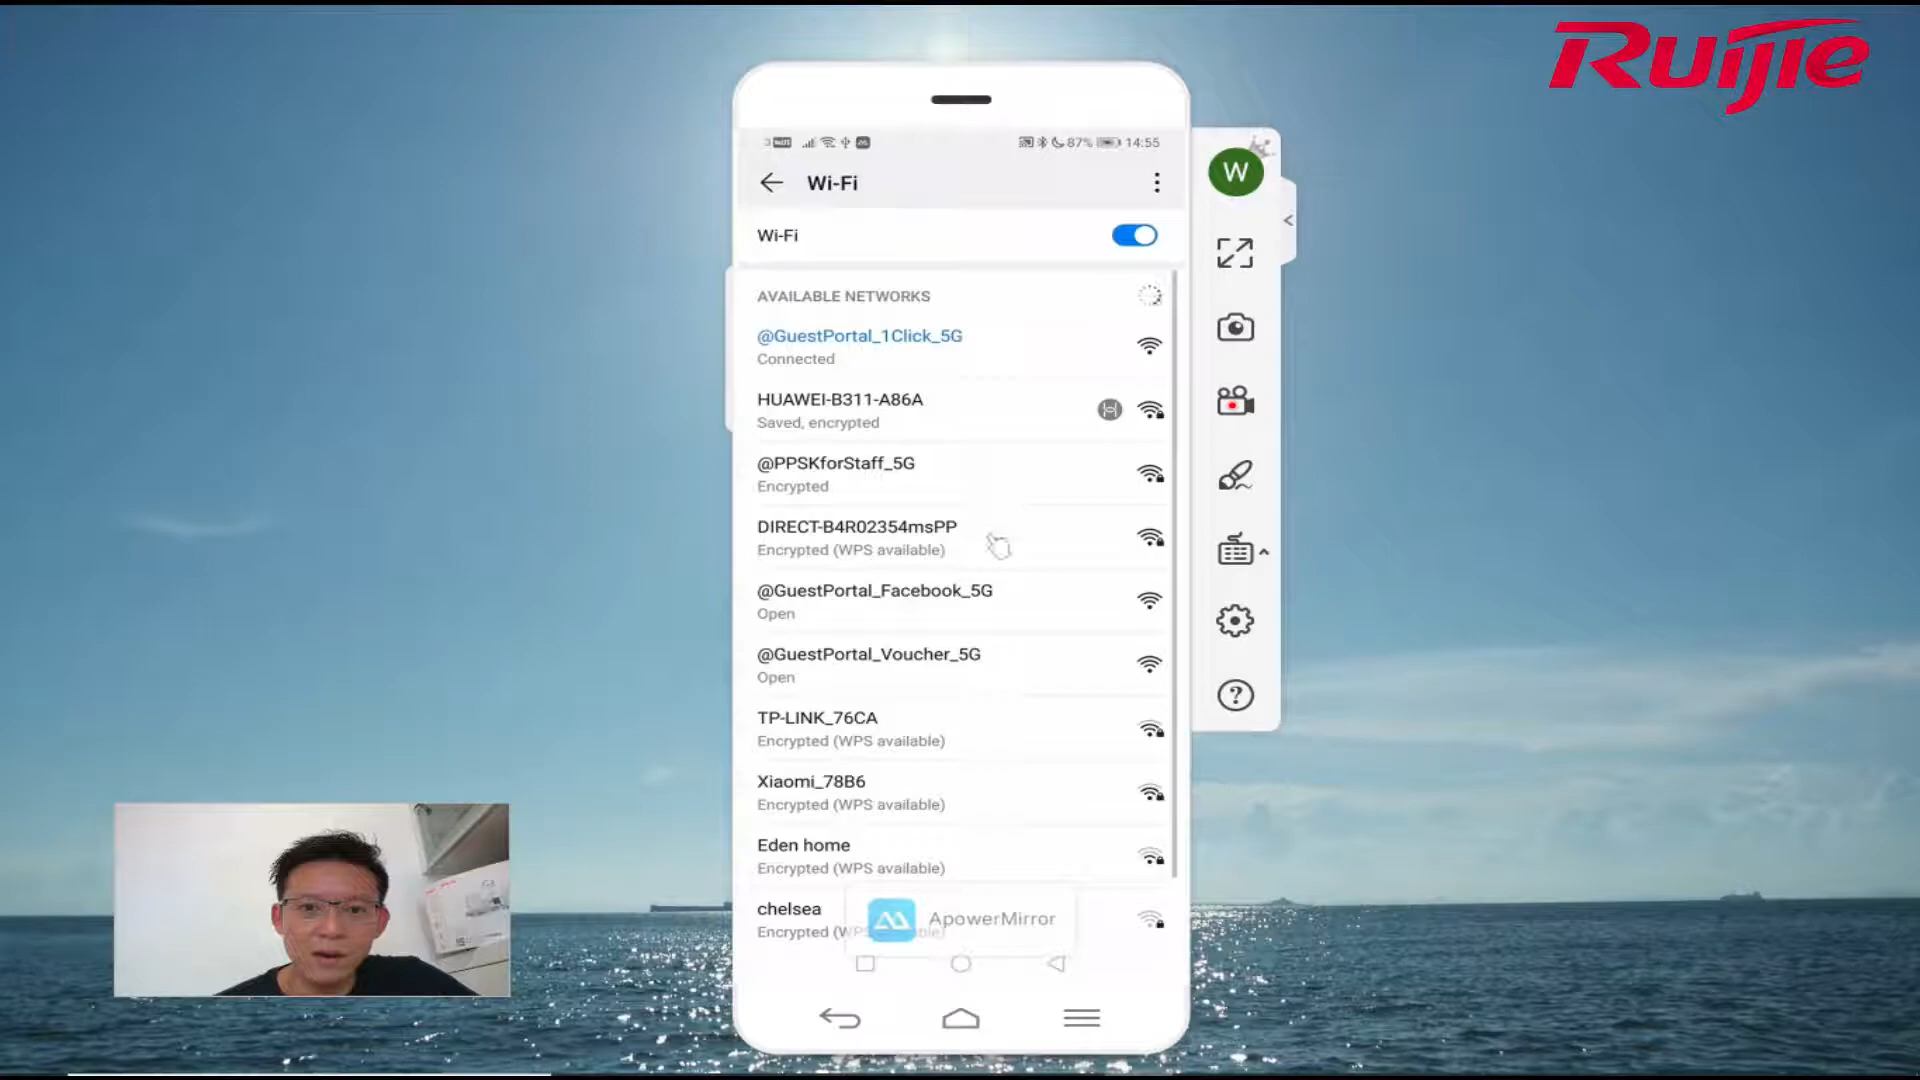 Ruijie
87% 14:55
W
Wi-Fi
Wi-Fi
AVAILABLE NETWORKS
@GuestPortal_1Click_5G
Connected
HUAWEI-B311-A86A
Saved, encrypted
@PPSKforStaff_5G
Encrypted
DIRECT-B4R02354msPP
Encrypted (WPS available)
@GuestPortal_Facebook_5G
Open
@GuestPortal_Voucher_5G
Open
TP-LINK_76CA
Encrypted (WPS available)
Xiaomi_78B6
Encrypted (WPS available)
Eden home
Encrypted (WPS available)
chelsea
Encrypted (WPS available)
ApowerMirror